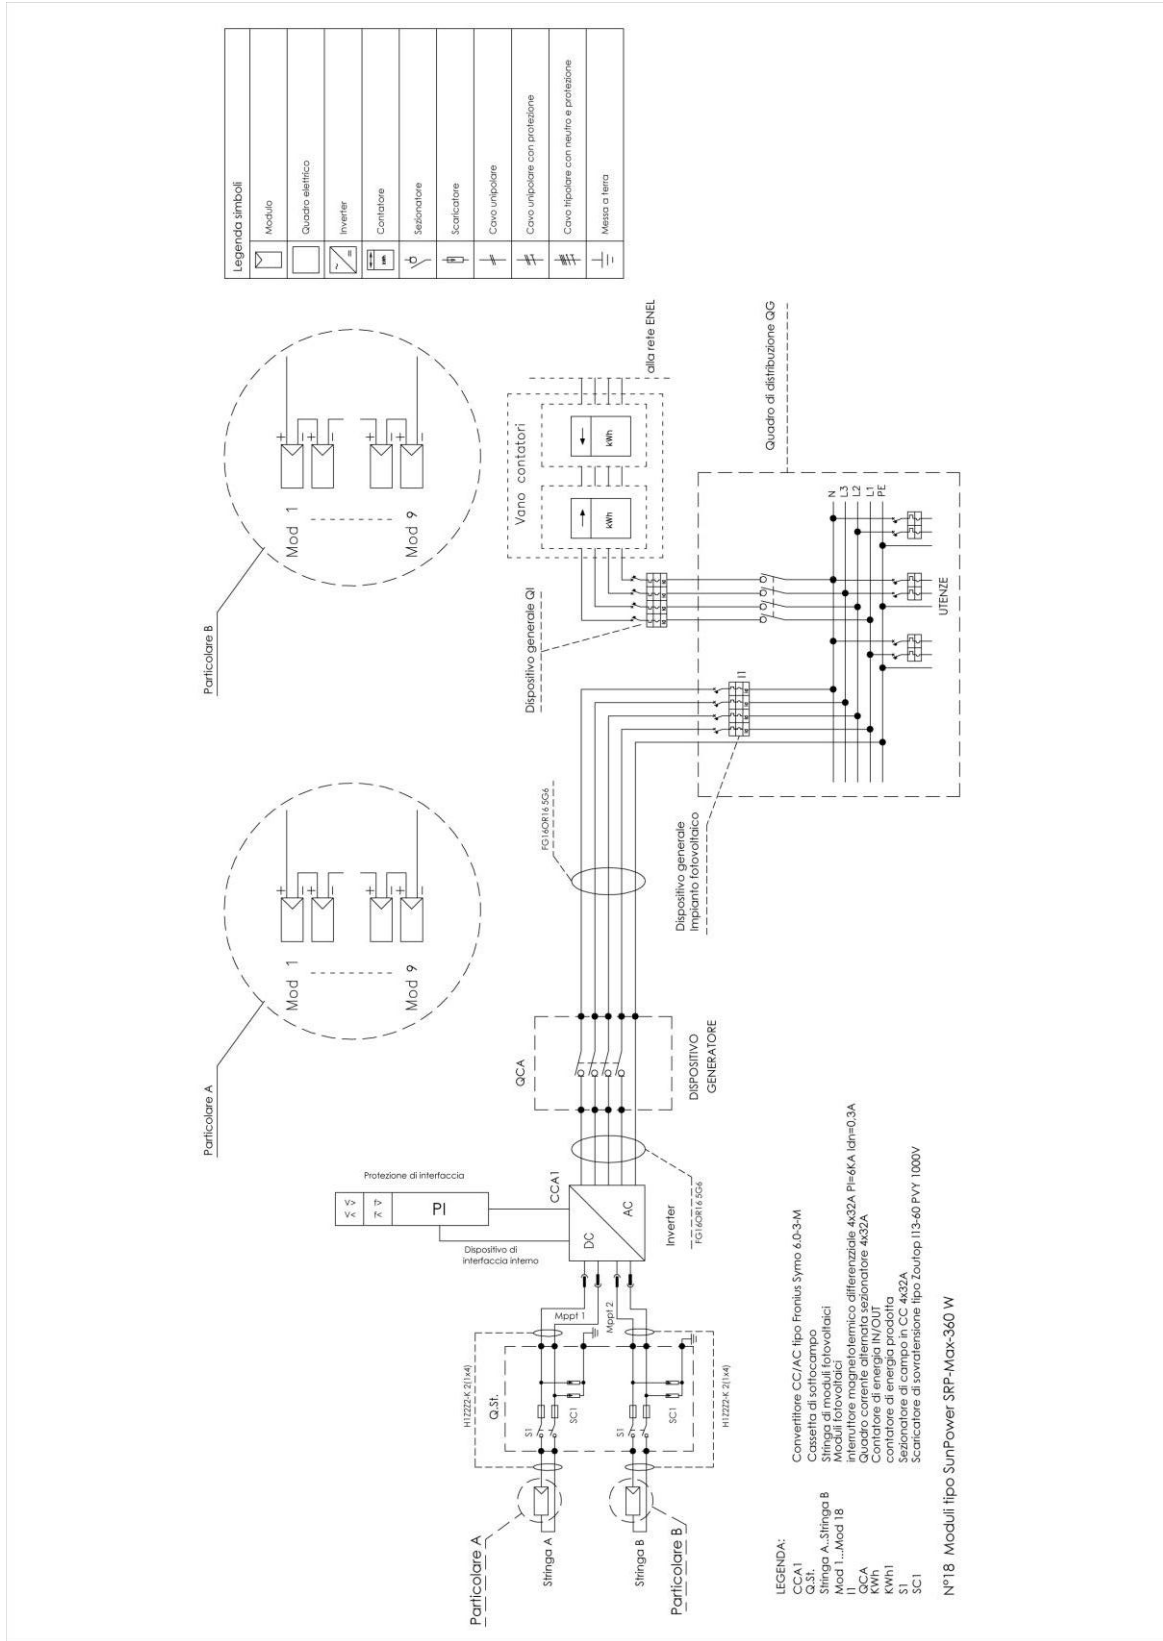 Legenda simboli
Modulo
Quadro elettrico
Inverter
Contatore
kWh
Sezionatore
Scaricatore
Cavo unipolare
Cavo unipolare con protezione
Cavo tripolare con neutro e protezione
Messa a terra
Particolare A
Mod 1
Mod 9
+
+
+
+
Particolare B
Mod 1
Mod 9
+
+
+
+
Protezione di interfaccia
V> f>
V< f<
PI
Dispositivo di
interfaccia interno
CCA1
DC
AC
Inverter
FG16OR16 5G6
QCA
DISPOSITIVO
GENERATORE
FG16OR16 5G6
Dispositivo generale QI
Vano contatori
kWh
kWh
alla rete ENEL
H1Z2Z2-K 2(1x4)
Q.St.
S1
SC1
Mppt 1
Mppt 2
S1
SC1
H1Z2Z2-K 2(1x4)
Particolare A
Stringa A
Stringa B
Particolare B
Dispositivo generale
Impianto fotovoltaico
I1
Quadro di distribuzione QG
N
L3
L2
L1
PE
UTENZE
LEGENDA:
CCA1 Convertitore CC/AC tipo Fronius Symo 6.0-3-M
Q.St. Cassetta di sottocampo
Stringa A..Stringa B Stringa di moduli fotovoltaici
Mod 1...Mod 18 Moduli fotovoltaici
I1 interruttore magnetotermico differenzziale 4x32A PI=6KA Idn=0,3A
QCA Quadro corrente alternata sezionatore 4x32A
KWh Contatore di energia IN/OUT
KWh1 contatore di energia prodotta
S1 Sezionatore di campo in CC 4x32A
SC1 Scaricatore di sovratensione tipo Zoutop I13-60 PVY 1000V
N°18 Moduli tipo SunPower SRP-Max-360 W